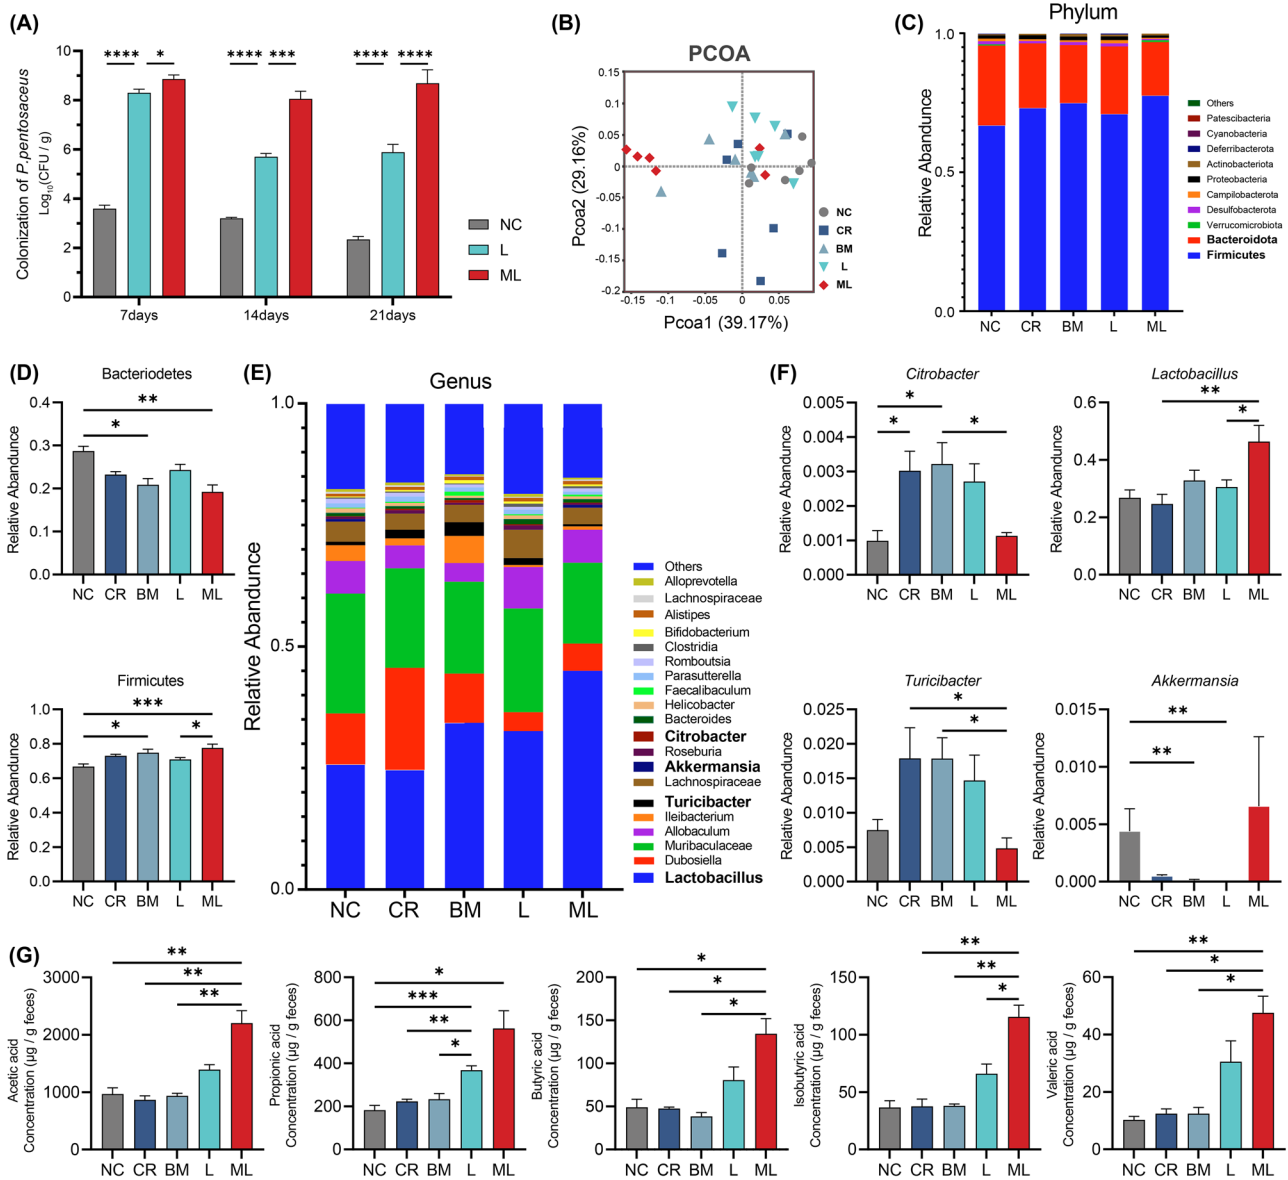 (A)
Colonization of P.pentosaceus
Log10(CFU / g)
10
8
6
4
2
0
**** *
**** ***
**** ****
7days
14days
21days
NC
L
ML
(B)
PCOA
Pcoa2 (29.16%)
0.15
0.1
0.05
0
-0.05
-0.1
-0.15
-0.2
-0.15
-0.1
-0.05
0
0.05
Pcoa1 (39.17%)
NC
CR
BM
L
ML
(C)
Phylum
Relative Abundance
1.0
0.5
0.0
NC CR BM L ML
Others
Patescibacteria
Cyanobacteria
Deferribacterota
Actinobacteriota
Proteobacteria
Campilobacterota
Desulfobacterota
Verrucomicrobiota
Bacteroidota
Firmicutes
(D)
Bacteriodetes
Relative Abundance
0.4
0.3
0.2
0.1
0.0
**
*
NC CR BM L ML
Firmicutes
Relative Abundance
1.0
0.8
0.6
0.4
0.2
0.0
***
* *
NC CR BM L ML
(E)
Genus
Relative Abundance
1.0
0.5
0.0
NC CR BM L ML
Others
Alloprevotella
Lachnospiraceae
Alistipes
Bifidobacterium
Clostridia
Romboutsia
Parasutterella
Faecalibaculum
Helicobacter
Bacteroides
Citrobacter
Roseburia
Akkermansia
Lachnospiraceae
Turicibacter
Ileibacterium
Allobaculum
Muribaculaceae
Dubosiella
Lactobacillus
(F)
Citrobacter
Relative Abundance
0.005
0.004
0.003
0.002
0.001
0.000
*
* *
NC CR BM L ML
Lactobacillus
Relative Abundance
0.6
0.4
0.2
0.0
**
*
NC CR BM L ML
Turicibacter
Relative Abundance
0.025
0.020
0.015
0.010
0.005
0.000
*
*
NC CR BM L ML
Akkermansia
Relative Abundance
0.015
0.010
0.005
0.000
**
**
NC CR BM L ML
(G)
Acetic acid
Concentration (µg / g feces)
3000
2000
1000
0
**
**
**
NC CR BM L ML
Propionic acid
Concentration (µg / g feces)
800
600
400
200
0
*
***
**
*
NC CR BM L ML
Butyric acid
Concentration (µg / g feces)
200
150
100
50
0
*
*
*
NC CR BM L ML
Isobutyric acid
Concentration (µg / g feces)
150
100
50
0
**
**
*
NC CR BM L ML
Valeric acid
Concentration (µg / g feces)
60
40
20
0
**
*
*
NC CR BM L ML